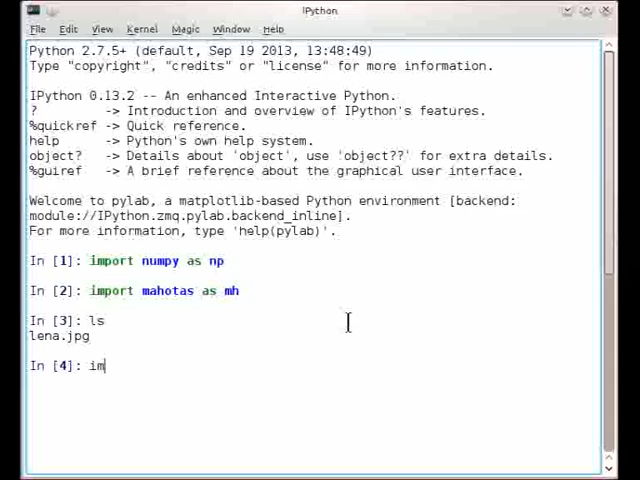 IPython
File Edit View Kernel Magic Window Help
Python 2.7.5+ (default, Sep 19 2013, 13:48:49)
Type "copyright", "credits" or "license" for more information.
IPython 0.13.2 -- An enhanced Interactive Python.
? -> Introduction and overview of IPython's features.
%quickref -> Quick reference.
help -> Python's own help system.
object? -> Details about 'object', use 'object??' for extra details.
%guiref -> A brief reference about the graphical user interface.
Welcome to pylab, a matplotlib-based Python environment [backend:
module://IPython.zmq.pylab.backend_inline].
For more information, type 'help(pylab)'.
In [1]: import numpy as np
In [2]: import mahotas as mh
In [3]: ls
lena.jpg
In [4]: im